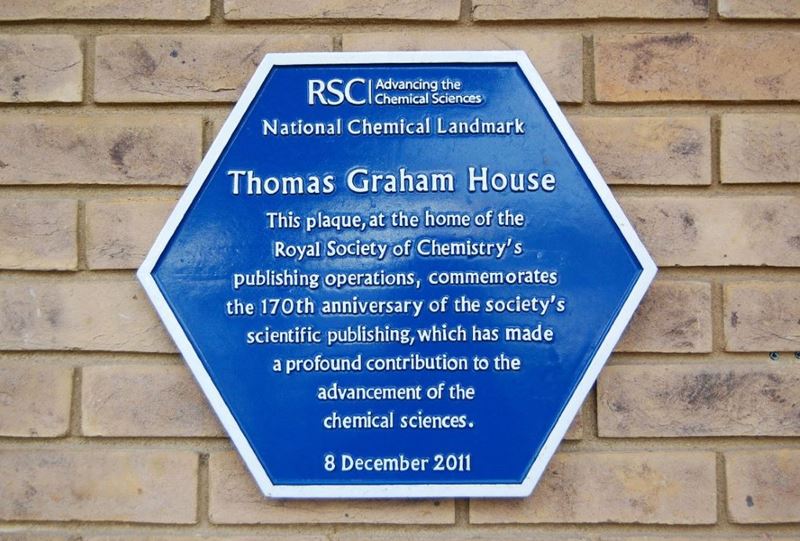 RSC | Advancing the
Chemical Sciences
National Chemical Landmark
Thomas Graham House
This plaque, at the home of the
Royal Society of Chemistry's
publishing operations, commemorates
the 170th anniversary of the society's
scientific publishing, which has made
a profound contribution to the
advancement of the
chemical sciences.
8 December 2011